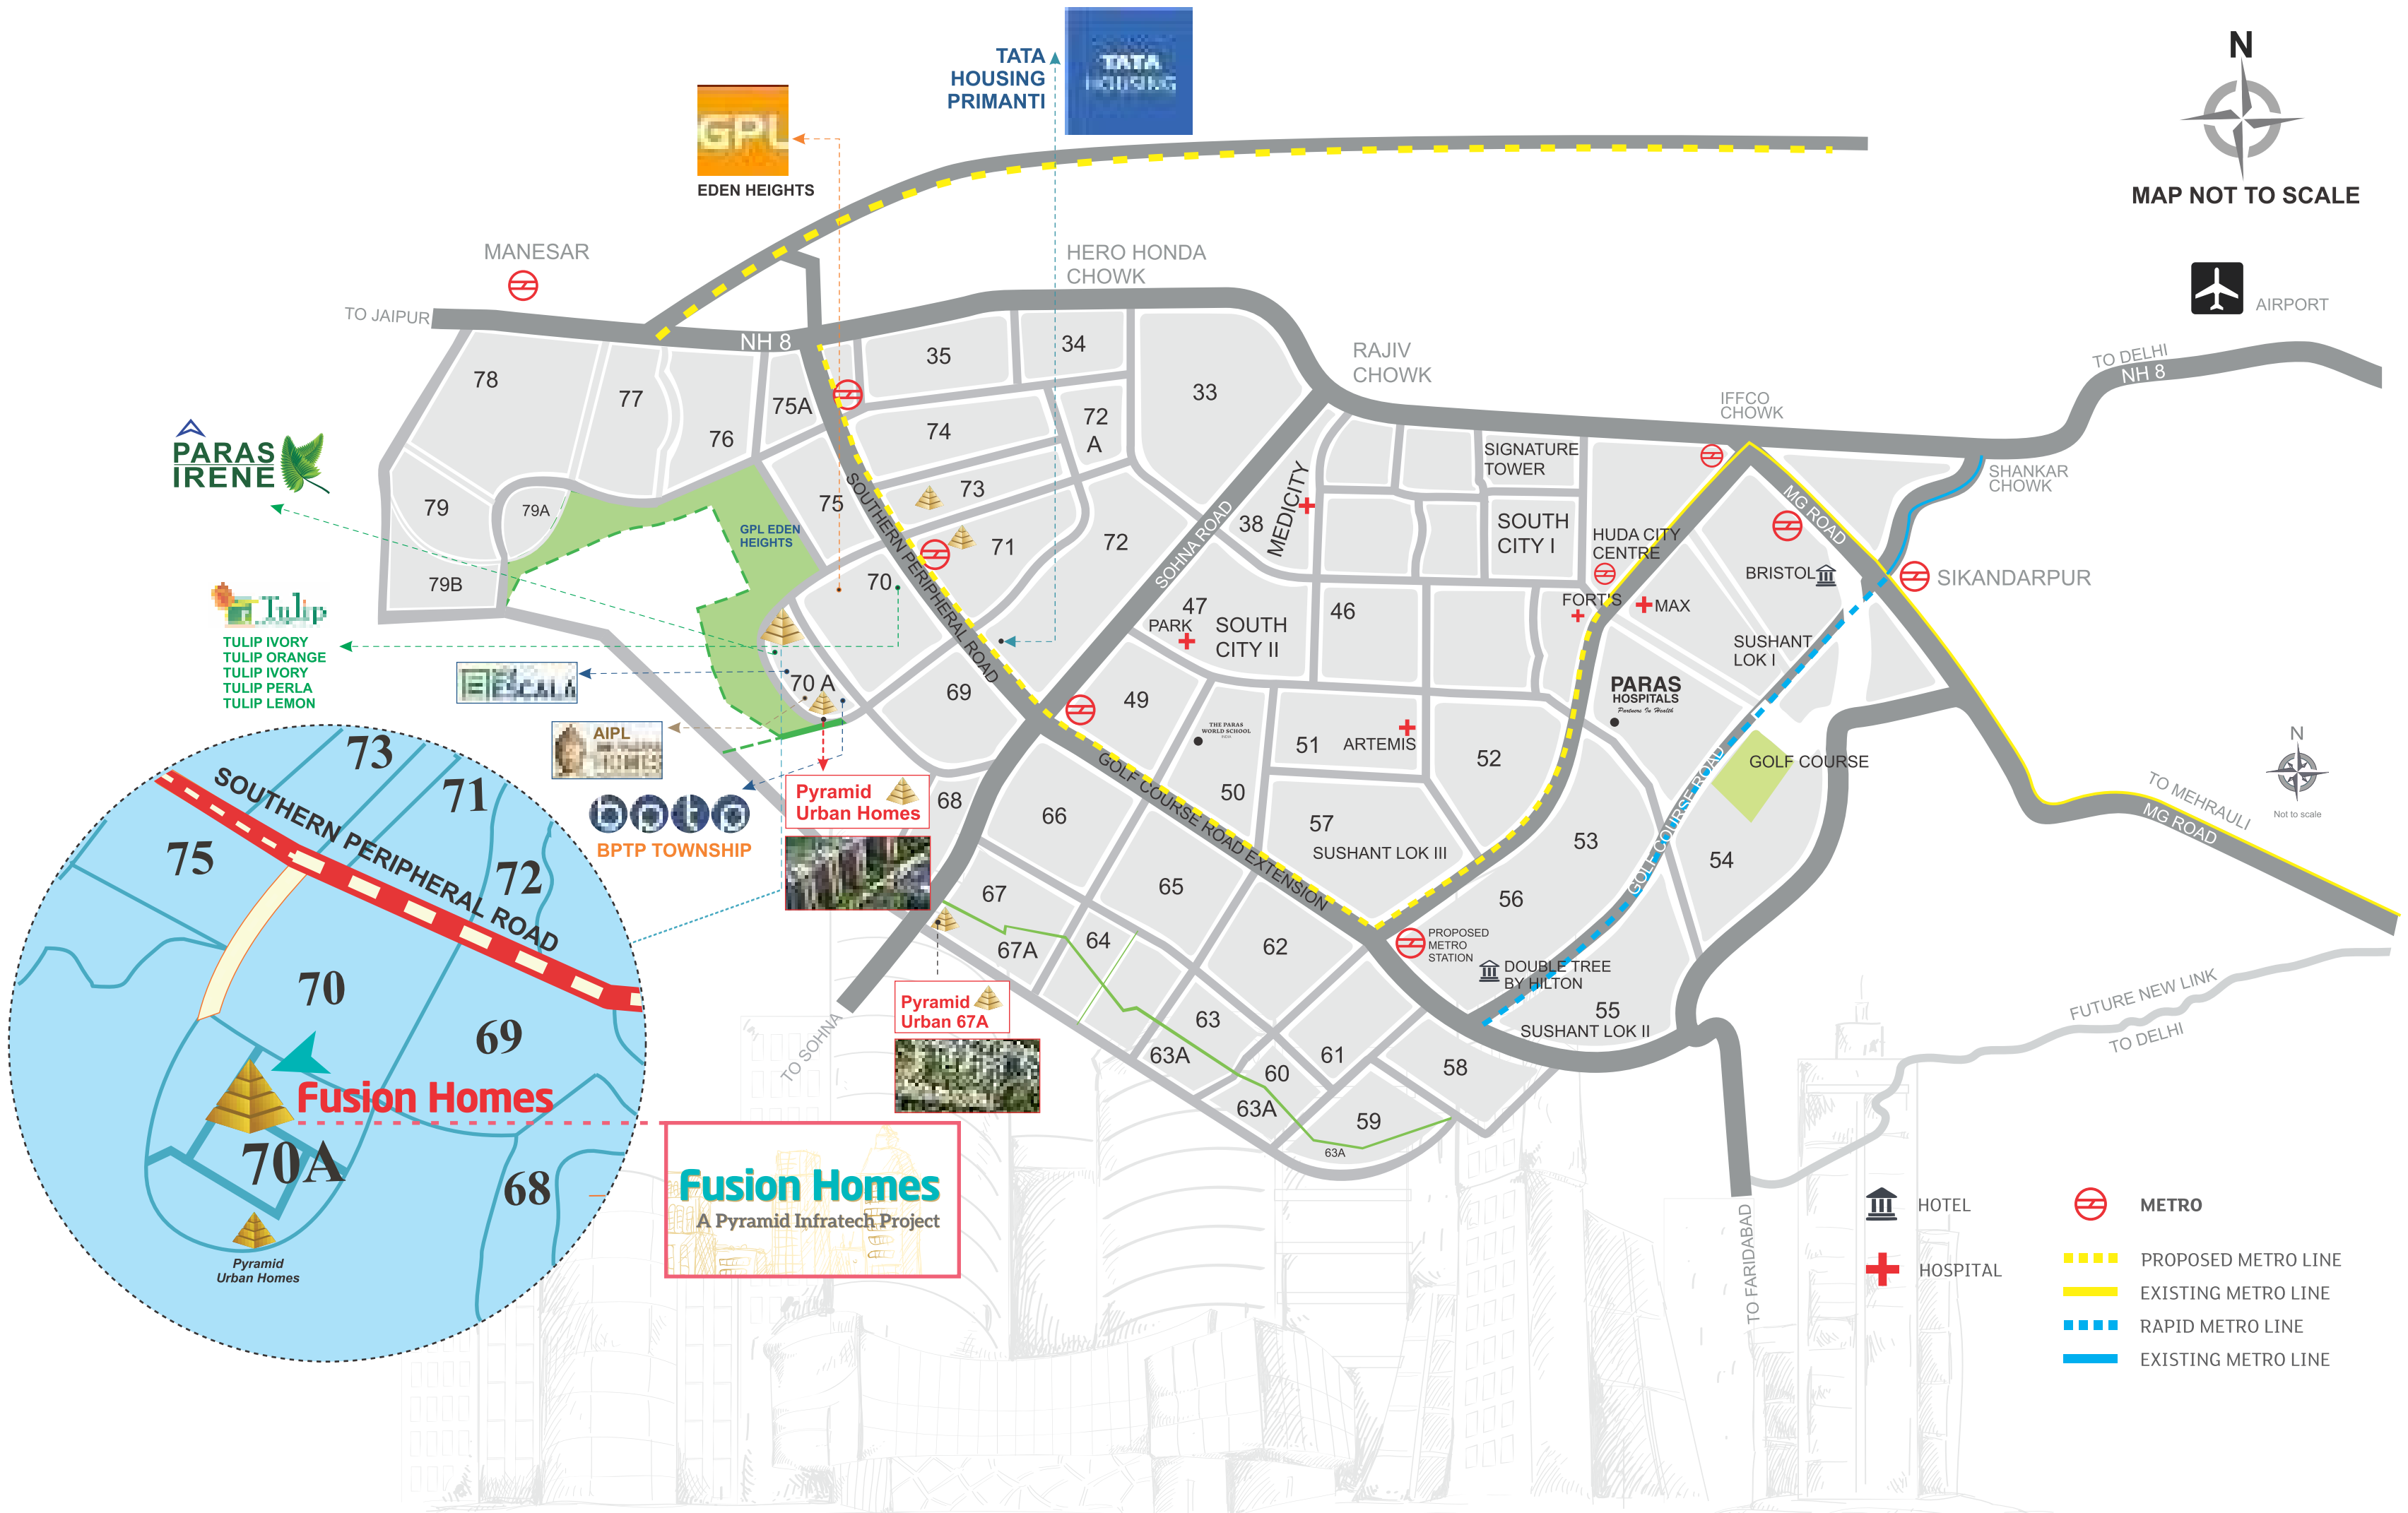 TATA
HOUSING
PRIMANTI
TATA
HOUSING
N
MAP NOT TO SCALE
GPL
EDEN HEIGHTS
MANESAR
HERO HONDA
CHOWK
TO JAIPUR
NH 8
AIRPORT
RAJIV
CHOWK
TO DELHI
NH 8
IFFCO
CHOWK
SHANKAR
CHOWK
78
77
76
75A
35
34
33
74
72
A
73
75
79
79A
79B
GPL EDEN
HEIGHTS
SOUTHERN PERIPHERAL ROAD
71
72
70
SOHNA ROAD
38
MEDICITY
SIGNATURE
TOWER
SOUTH
CITY I
HUDA CITY
CENTRE
MG ROAD
BRISTOL
SIKANDARPUR
FORTIS
MAX
SUSHANT
LOK I
47
PARK
SOUTH
CITY II
46
PARAS
IRENE
Tulip
TULIP IVORY
TULIP ORANGE
TULIP IVORY
TULIP PERLA
TULIP LEMON
ESCALA
AIPL
bptp
BPTP TOWNSHIP
70 A
69
49
THE PARAS
WORLD SCHOOL
51
ARTEMIS
52
PARAS
HOSPITALS
Partners In Health
GOLF COURSE
GOLF COURSE ROAD
N
Not to scale
TO MEHRAULI
MG ROAD
Pyramid
Urban Homes
68
66
50
57
SUSHANT LOK III
GOLF COURSE ROAD EXTENSION
53
54
56
67
65
67A
64
62
PROPOSED
METRO
STATION
DOUBLE TREE
BY HILTON
55
SUSHANT LOK II
Pyramid
Urban 67A
TO SOHNA
63
63A
61
60
58
63A
59
63A
FUTURE NEW LINK
TO DELHI
TO FARIDABAD
73
71
SOUTHERN PERIPHERAL ROAD
75
72
70
69
Fusion Homes
70A
68
Pyramid
Urban Homes
Fusion Homes
A Pyramid Infratech Project
HOTEL
HOSPITAL
METRO
PROPOSED METRO LINE
EXISTING METRO LINE
RAPID METRO LINE
EXISTING METRO LINE